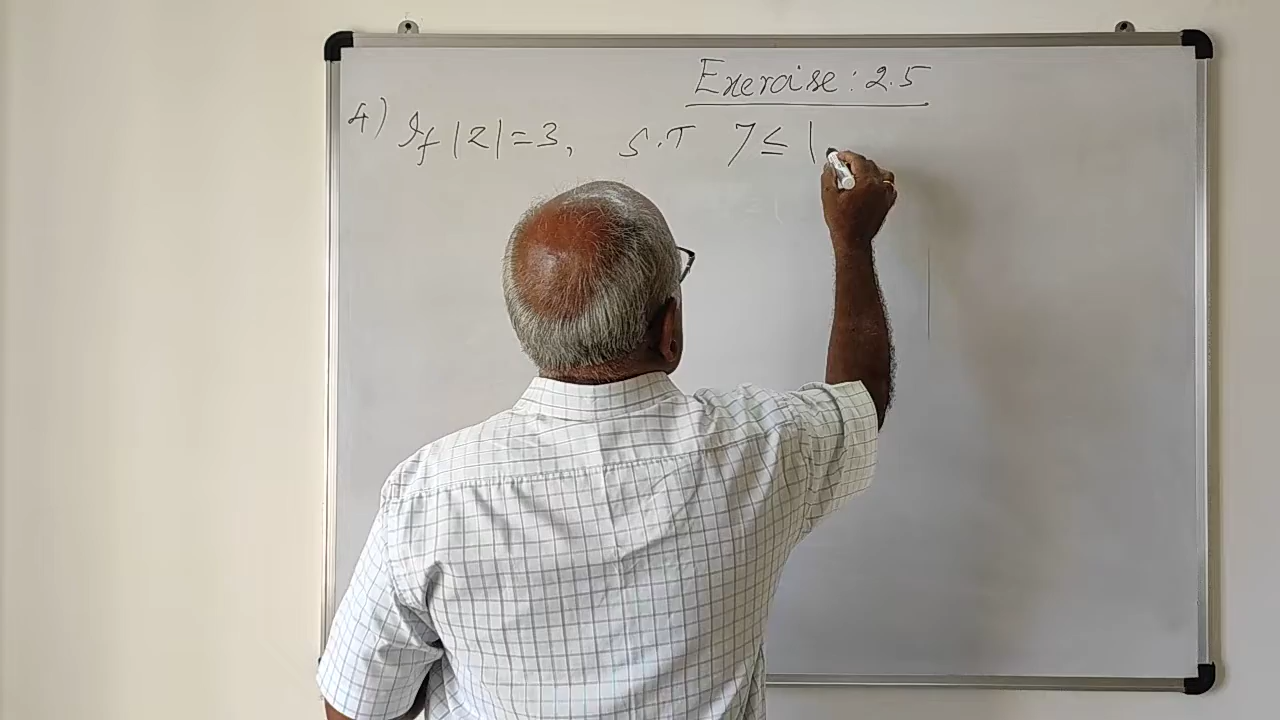 Exercise: 2.5
4) If |z|=3, S.T 7≤ |